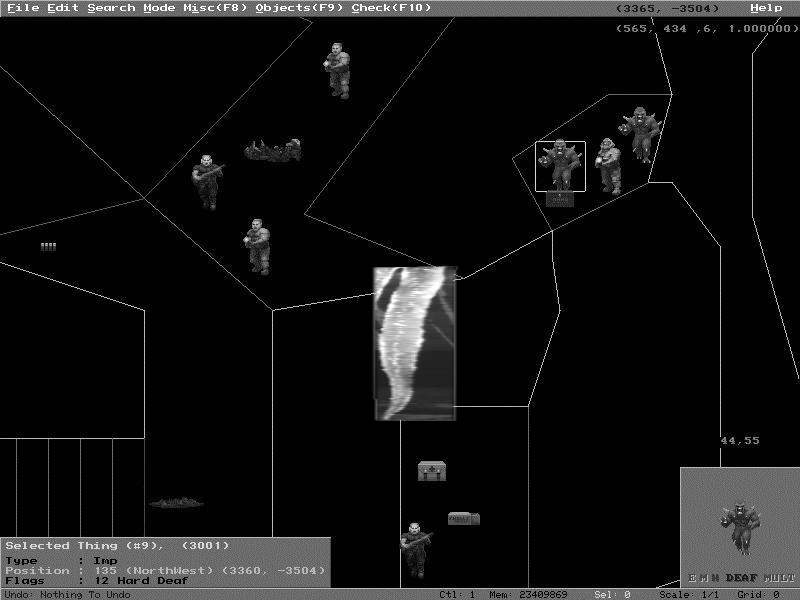 File Edit Search Mode Misc(F8) Objects(F9) Check(F10) (3365, -3504) Help
(565, 434 ,6, 1.000000)
44,55
Selected Thing (#9), (3001)
Type : Imp
Position : 135 (NorthWest) (3360, -3504)
Flags : 12 Hard Deaf
E M H DEAF MULT
Undo: Nothing To Undo Ctl: 1 Mem: 23409869 Sel: 0 Scale: 1/1 Grid: 0